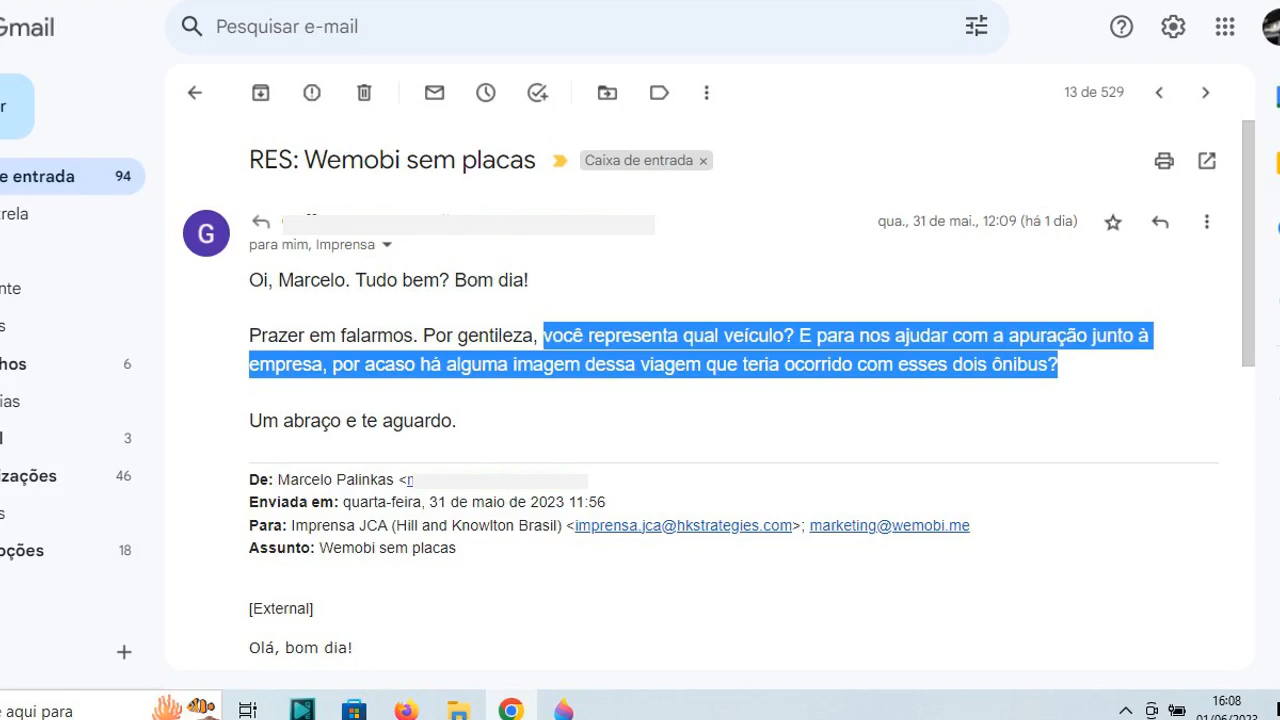 Gmail
Pesquisar e-mail
r
13 de 529
RES: Wemobi sem placas
Caixa de entrada ×
e entrada 94
rela
G
qua., 31 de mai., 12:09 (há 1 dia)
para mim, Imprensa
Oi, Marcelo. Tudo bem? Bom dia!
nte
s
Prazer em falarmos. Por gentileza, você representa qual veículo? E para nos ajudar com a apuração junto à
empresa, por acaso há alguma imagem dessa viagem que teria ocorrido com esses dois ônibus?
hos 6
ias
Um abraço e te aguardo.
l 3
izações 46
De: Marcelo Palinkas <
Enviada em: quarta-feira, 31 de maio de 2023 11:56
s
Para: Imprensa JCA (Hill and Knowlton Brasil) <imprensa.jca@hkstrategies.com>; marketing@wemobi.me
Assunto: Wemobi sem placas
oções 18
[External]
Olá, bom dia!
e aqui para
16:08
01/06/2023